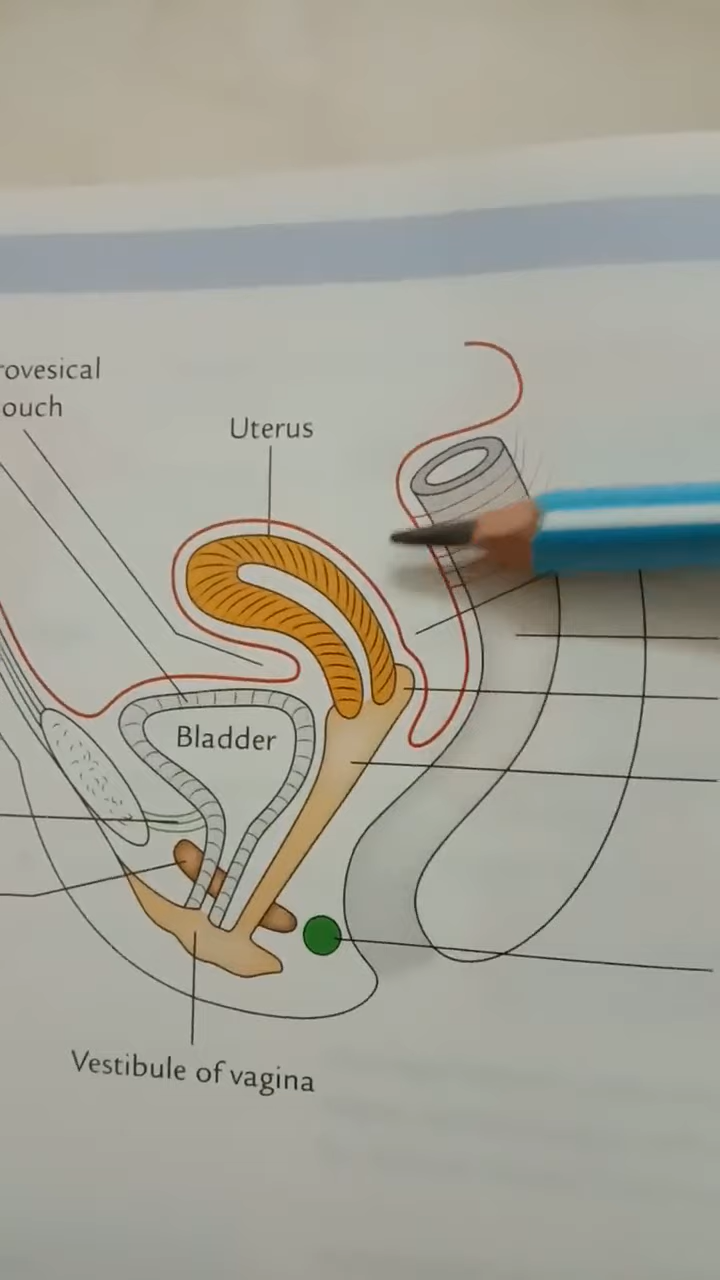 rovesical
ouch
Uterus
Bladder
Vestibule of vagina